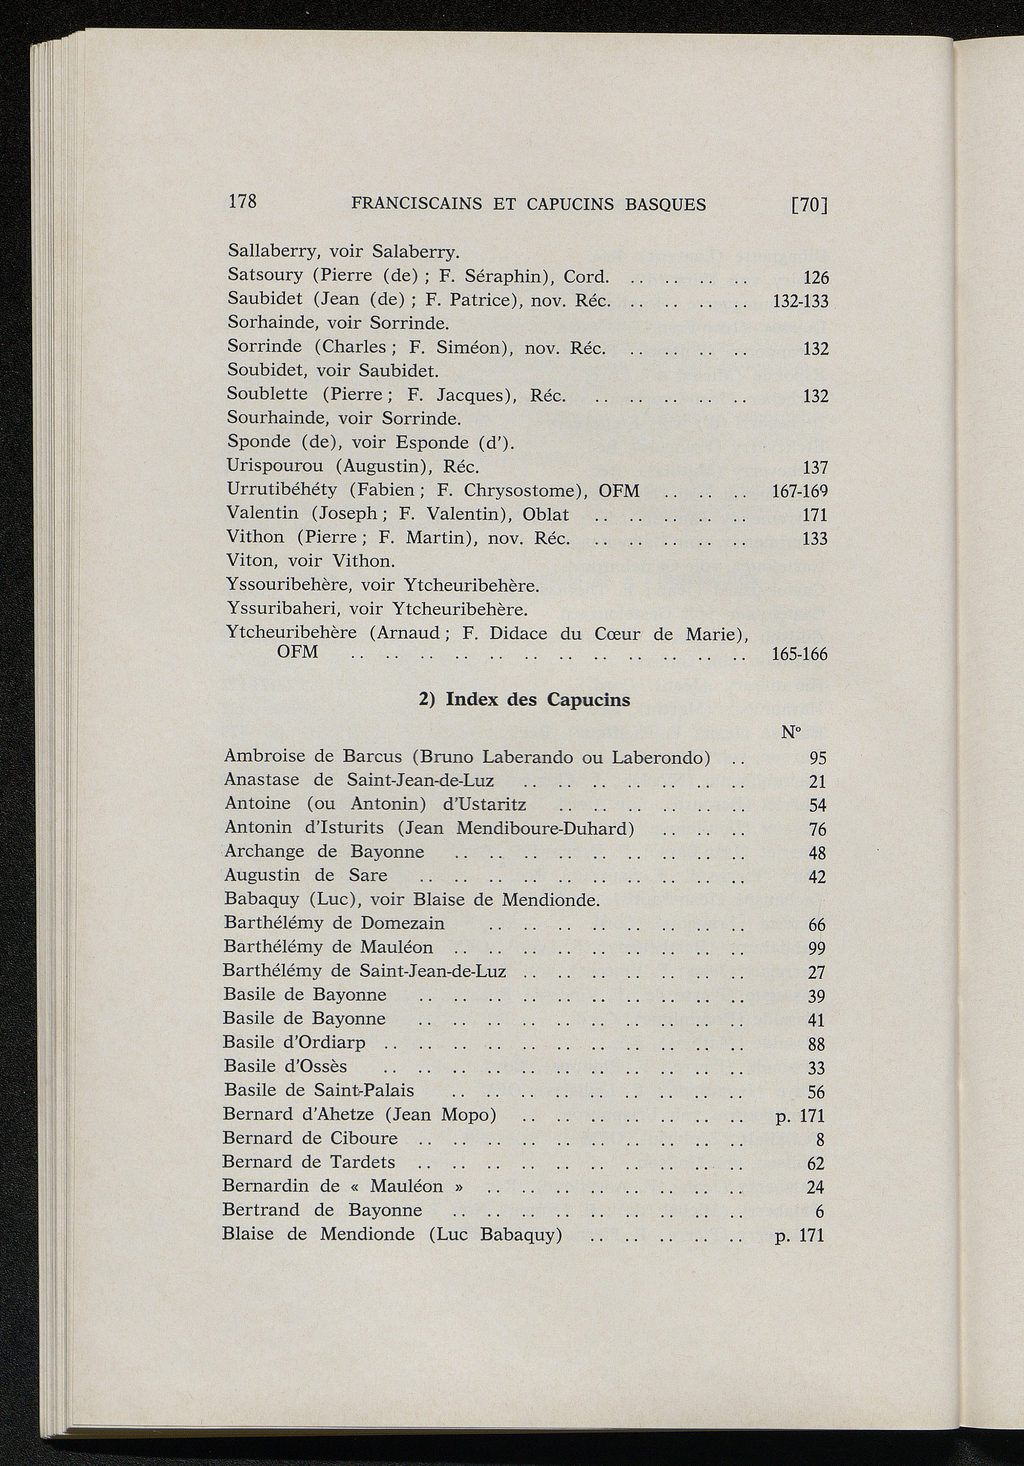 178 FRANCISCAINS ET CAPUCINS BASQUES [70]
Sallaberry, voir Salaberry.
Satsoury (Pierre (de) ; F. Séraphin), Cord. .. .. .. .. 126
Saubidet (Jean (de) ; F. Patrice), nov. Réc. .. .. .. .. 132-133
Sorhainde, voir Sorrinde.
Sorrinde (Charles ; F. Siméon), nov. Réc. .. .. .. .. 132
Soubidet, voir Saubidet.
Soublette (Pierre ; F. Jacques), Réc. .. .. .. .. .. 132
Sourhainde, voir Sorrinde.
Sponde (de), voir Esponde (d').
Urispourou (Augustin), Réc. 137
Urrutibéhéty (Fabien ; F. Chrysostome), OFM .. .. .. 167-169
Valentin (Joseph ; F. Valentin), Oblat .. .. .. .. .. 171
Vithon (Pierre ; F. Martin), nov. Réc. .. .. .. .. .. 133
Viton, voir Vithon.
Yssouribehère, voir Ytcheuribehère.
Yssuribaheri, voir Ytcheuribehère.
Ytcheuribehère (Arnaud ; F. Didace du Cœur de Marie),
OFM .. .. .. .. .. .. .. .. .. .. .. .. 165-166
2) Index des Capucins
N°
Ambroise de Barcus (Bruno Laberando ou Laberondo) .. 95
Anastase de Saint-Jean-de-Luz .. .. .. .. .. .. .. 21
Antoine (ou Antonin) d'Ustaritz .. .. .. .. .. .. 54
Antonin d'Isturits (Jean Mendiboure-Duhard) .. .. .. 76
Archange de Bayonne .. .. .. .. .. .. .. .. .. 48
Augustin de Sare .. .. .. .. .. .. .. .. .. .. 42
Babaquy (Luc), voir Blaise de Mendionde.
Barthélémy de Domezain .. .. .. .. .. .. .. .. 66
Barthélémy de Mauléon .. .. .. .. .. .. .. .. .. 99
Barthélémy de Saint-Jean-de-Luz .. .. .. .. .. .. .. 27
Basile de Bayonne .. .. .. .. .. .. .. .. .. .. 39
Basile de Bayonne .. .. .. .. .. .. .. .. .. .. 41
Basile d'Ordiarp .. .. .. .. .. .. .. .. .. .. .. 88
Basile d'Ossès .. .. .. .. .. .. .. .. .. .. .. 33
Basile de Saint-Palais .. .. .. .. .. .. .. .. .. 56
Bernard d'Ahetze (Jean Mopo) .. .. .. .. .. .. .. p. 171
Bernard de Ciboure .. .. .. .. .. .. .. .. .. .. 8
Bernard de Tardets .. .. .. .. .. .. .. .. .. .. 62
Bernardin de « Mauléon » .. .. .. .. .. .. .. .. 24
Bertrand de Bayonne .. .. .. .. .. .. .. .. .. 6
Blaise de Mendionde (Luc Babaquy) .. .. .. .. .. p. 171